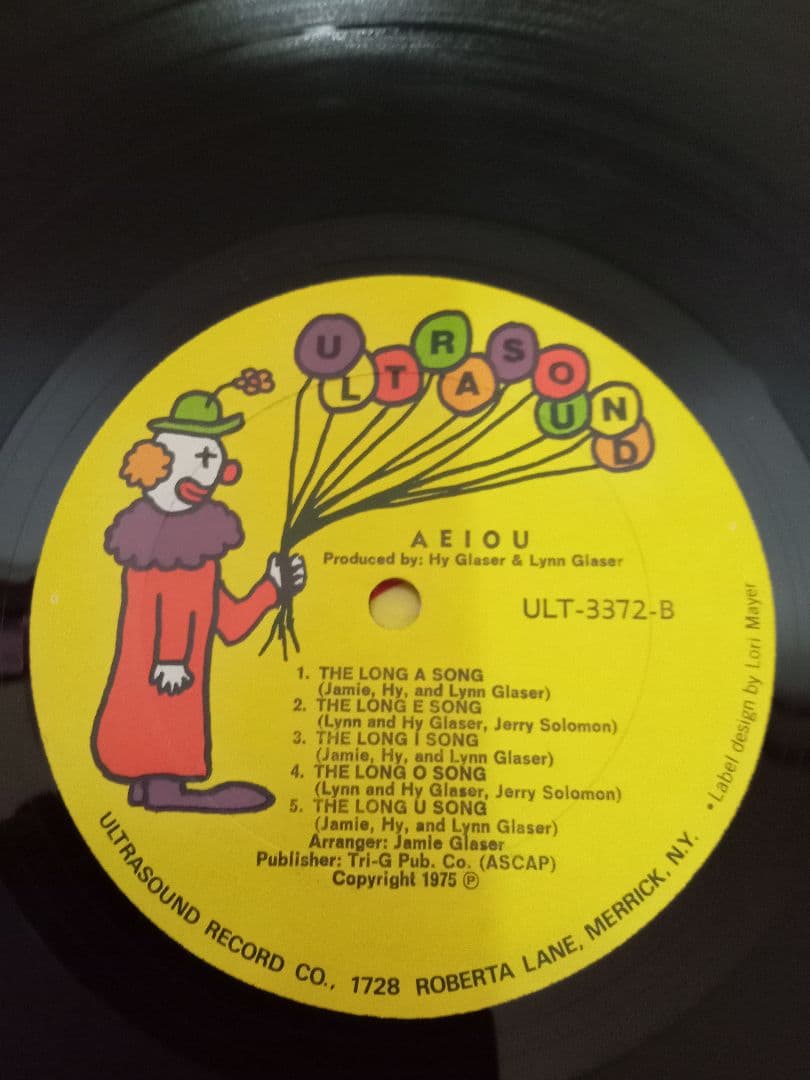 ULTRASOUND
A E I O U
Produced by: Hy Glaser & Lynn Glaser
ULT-3372-B
1. THE LONG A SONG
(Jamie, Hy, and Lynn Glaser)
2. THE LONG E SONG
(Lynn and Hy Glaser, Jerry Solomon)
3. THE LONG I SONG
(Jamie, Hy, and Lynn Glaser)
4. THE LONG O SONG
(Lynn and Hy Glaser, Jerry Solomon)
5. THE LONG U SONG
(Jamie, Hy, and Lynn Glaser)
Arranger: Jamie Glaser
Publisher: Tri-G Pub. Co. (ASCAP)
Copyright 1975 ℗
• Label design by Lori Mayer
ULTRASOUND RECORD CO., 1728 ROBERTA LANE, MERRICK, N.Y.